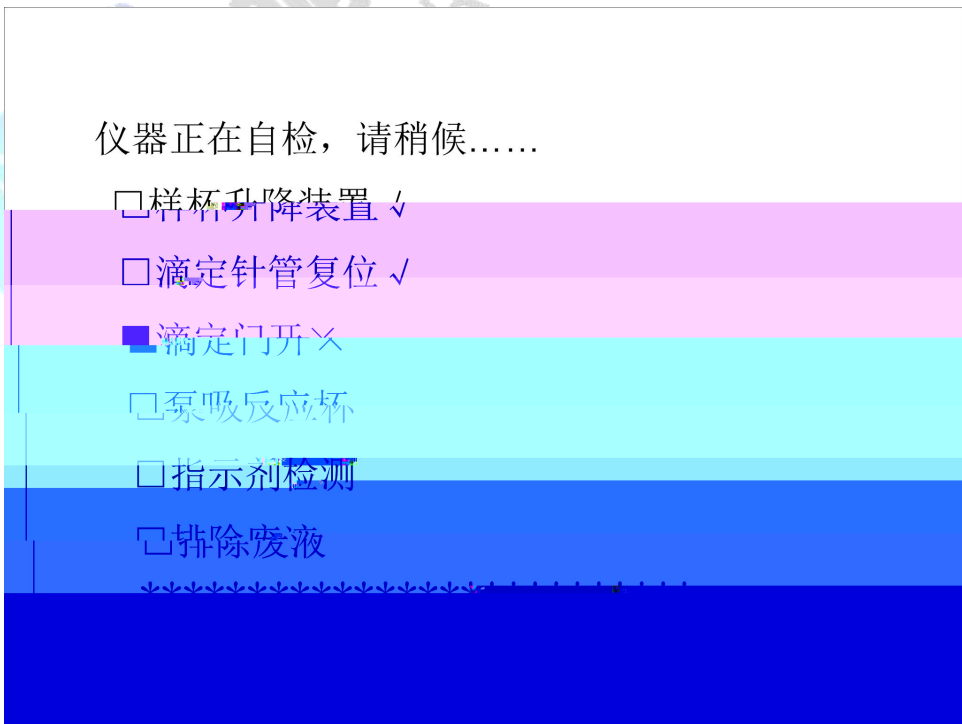 仪器正在自检，请稍候……
□样杯升降装置 √
□滴定针管复位 √
■滴定门开×
□泵吸反应杯
□指示剂检测
□排除废液
**************************